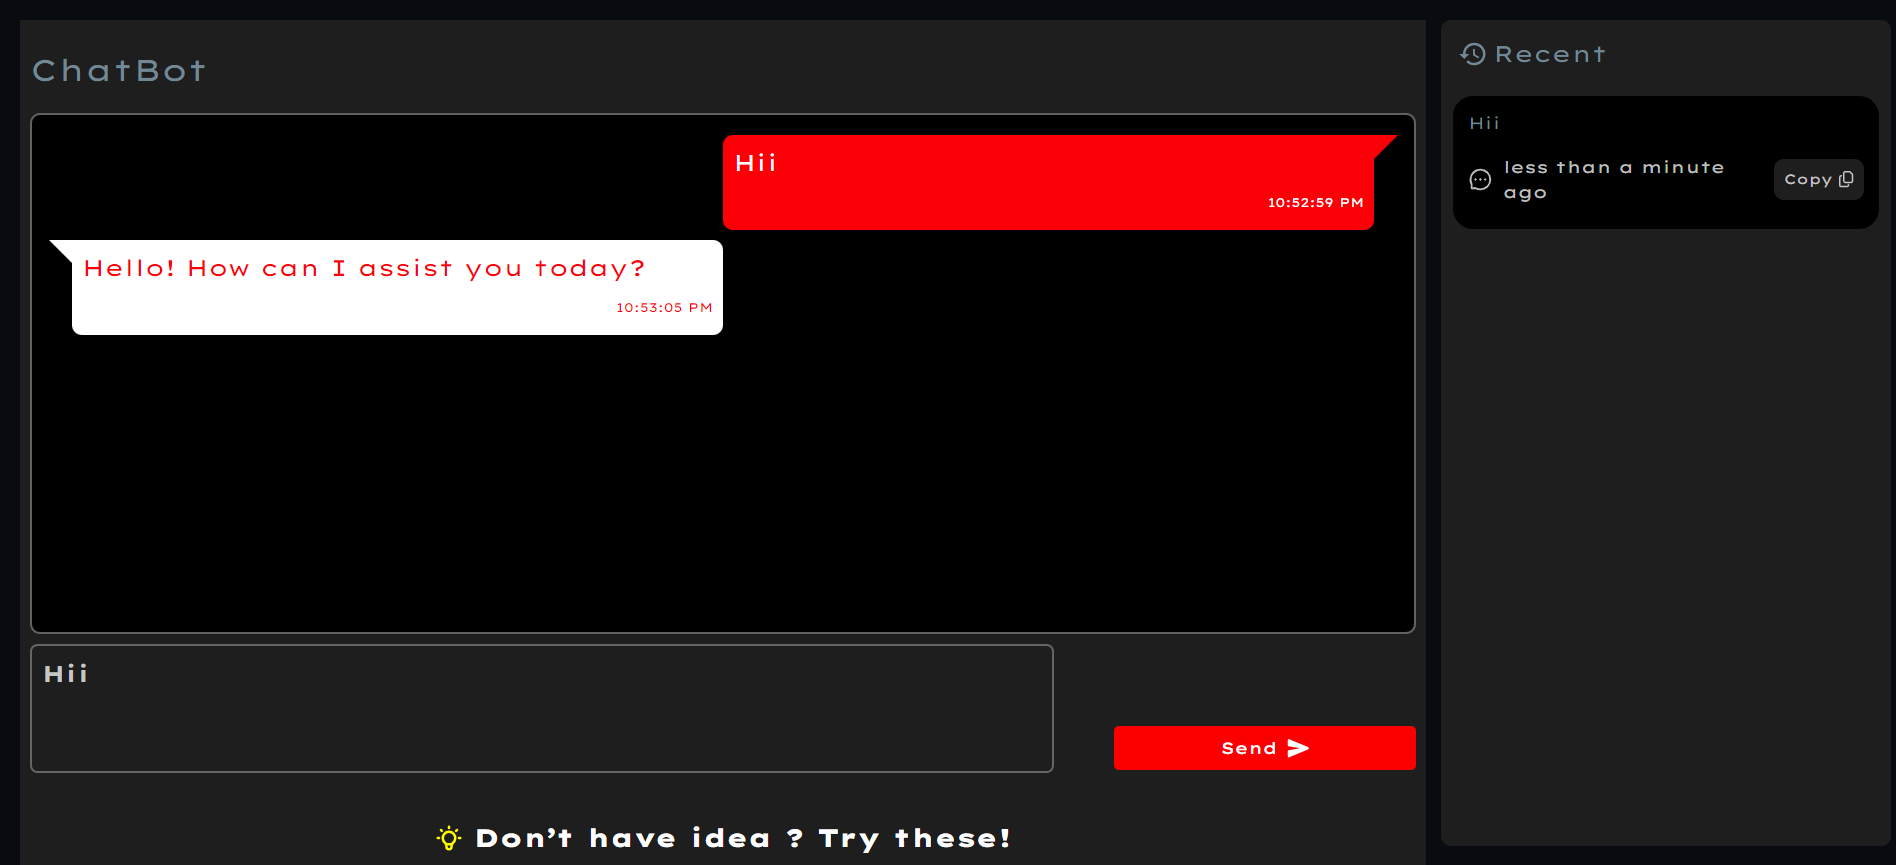 ChatBot
Hii
10:52:59 PM
Hello! How can I assist you today?
10:53:05 PM
Hii
Send
Don’t have idea ? Try these!
Recent
Hii
less than a minute
ago
Copy